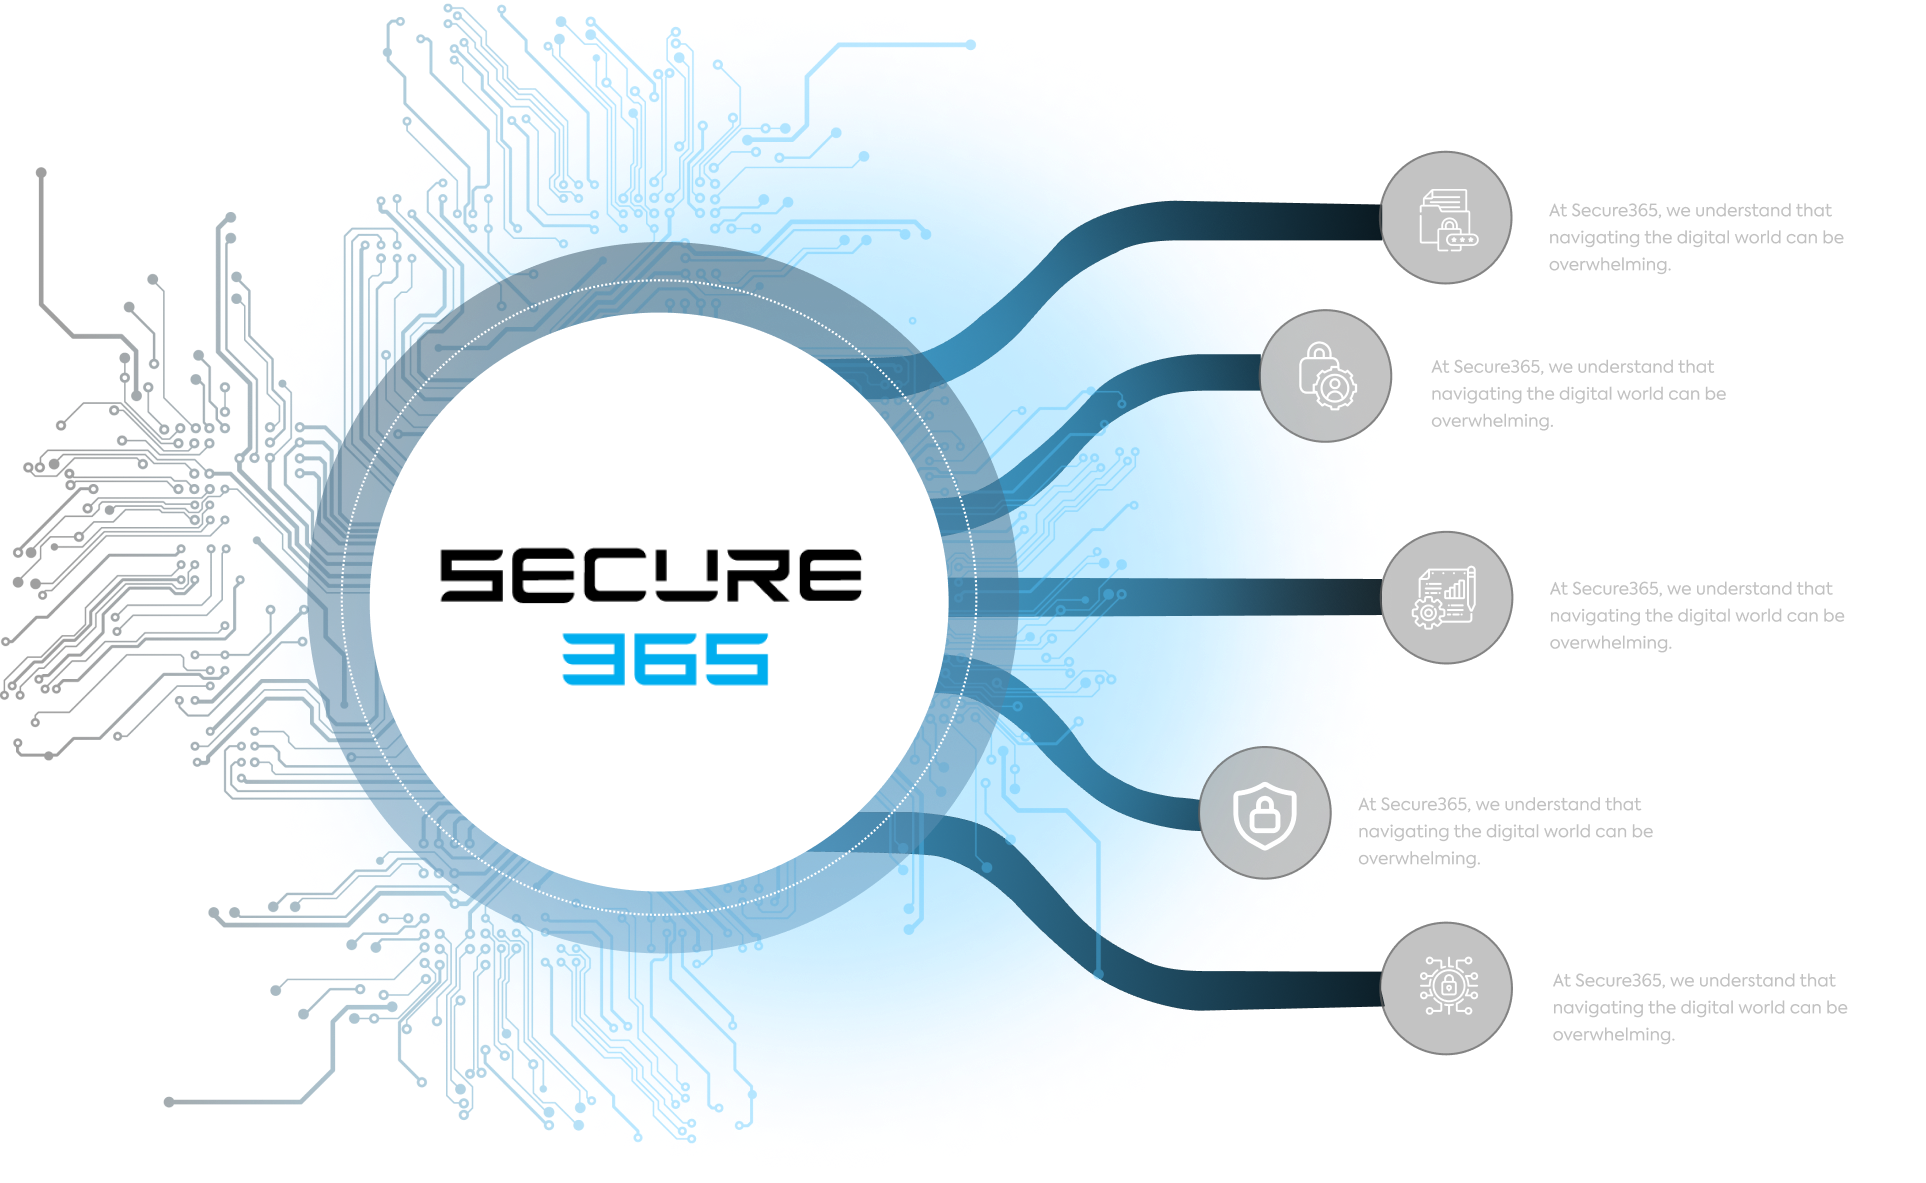 SECURE
365
At Secure365, we understand that
navigating the digital world can be
overwhelming.
At Secure365, we understand that
navigating the digital world can be
overwhelming.
At Secure365, we understand that
navigating the digital world can be
overwhelming.
At Secure365, we understand that
navigating the digital world can be
overwhelming.
At Secure365, we understand that
navigating the digital world can be
overwhelming.